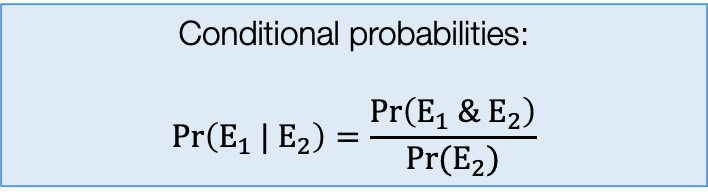 Conditional probabilities:
Pr(E₁ | E₂) = Pr(E₁ & E₂) / Pr(E₂)